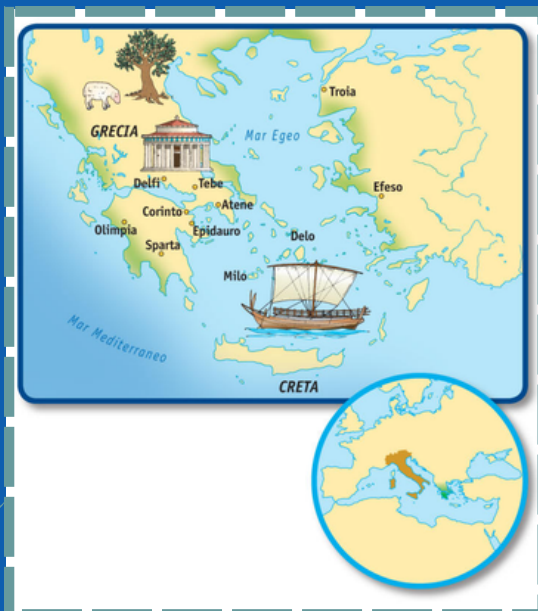 Troia
GRECIA
Mar Egeo
Delfi
Tebe
Efeso
Corinto
Atene
Olimpia
Epidauro
Delo
Sparta
Milo
Mar Mediterraneo
CRETA